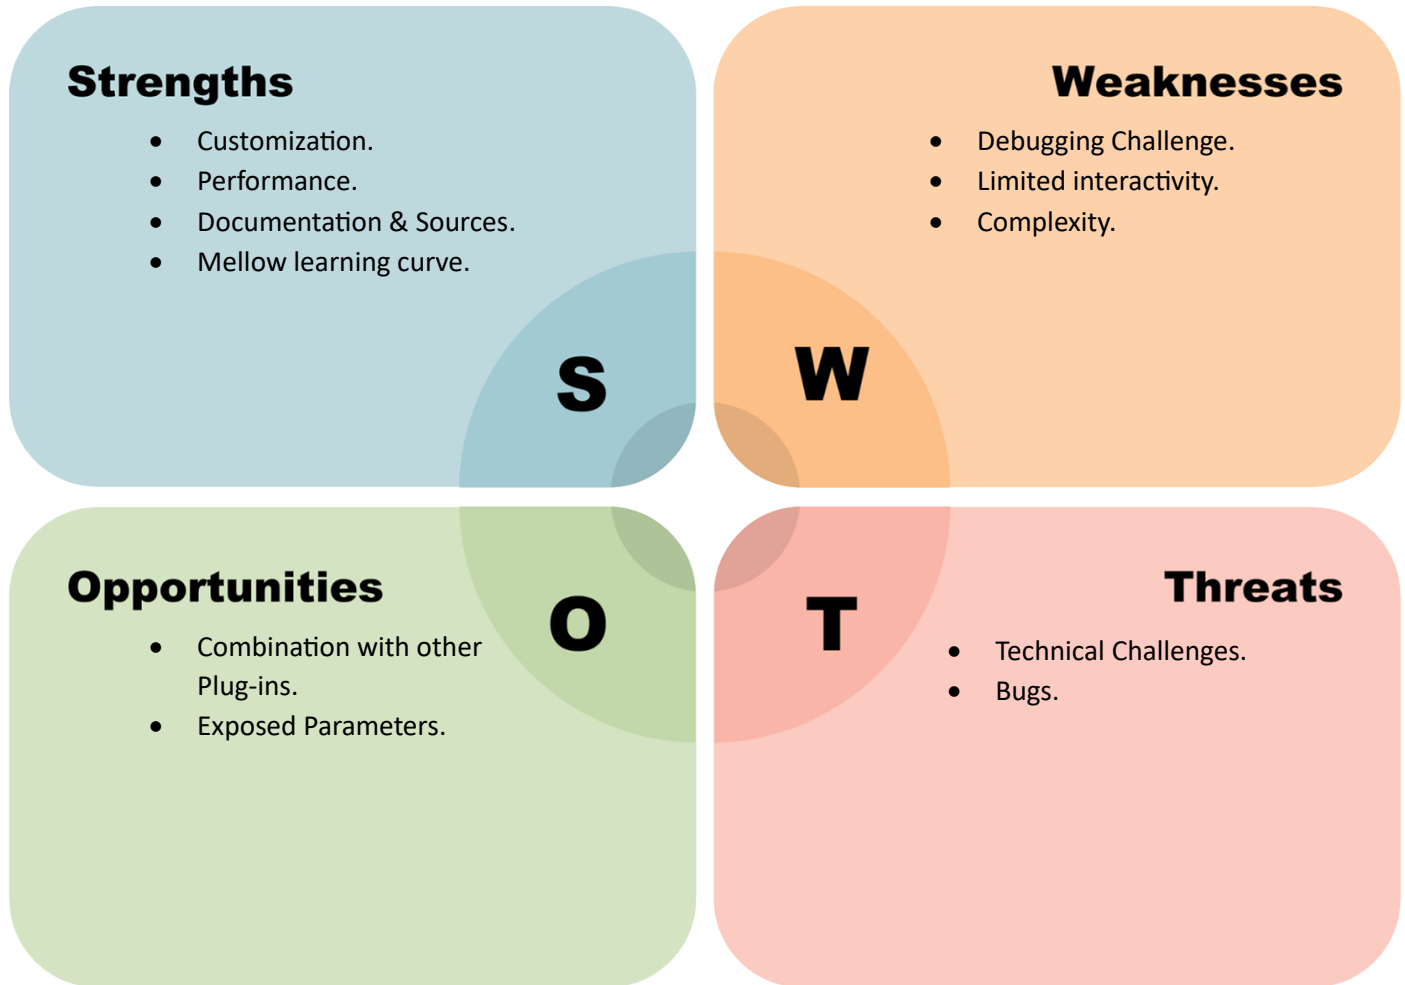 Strengths
• Customization.
• Performance.
• Documentation & Sources.
• Mellow learning curve.
S
Weaknesses
• Debugging Challenge.
• Limited interactivity.
• Complexity.
W
Opportunities
• Combination with other
Plug-ins.
• Exposed Parameters.
O
Threats
• Technical Challenges.
• Bugs.
T